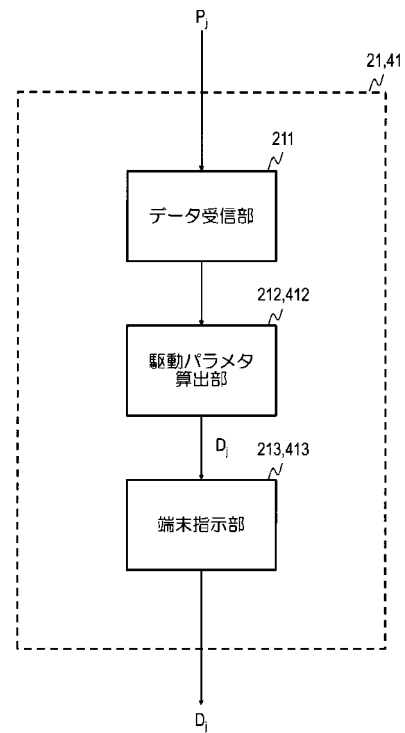 Pj
21,41
211
データ受信部
212,412
駆動パラメタ
算出部
Dj
213,413
端末指示部
Dj